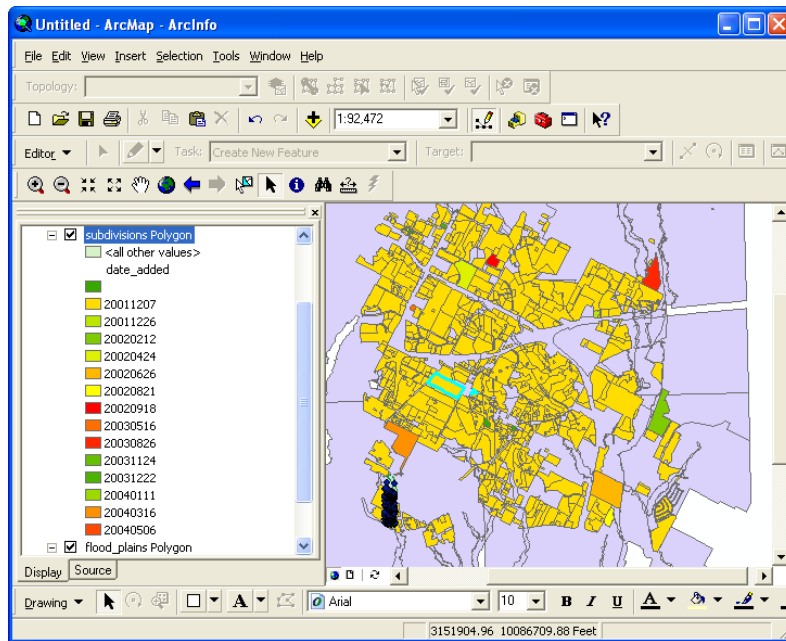 Untitled - ArcMap - ArcInfo
File Edit View Insert Selection Tools Window Help
Topology:
1:92,472
Editor Task: Create New Feature Target:
subdivisions Polygon
<all other values>
date_added
20011207
20011226
20020212
20020424
20020626
20020821
20020918
20030516
20030826
20031124
20031222
20040111
20040316
20040506
flood_plains Polygon
Display Source
Drawing A Arial 10 B I U A
3151904.96 10086709.88 Feet